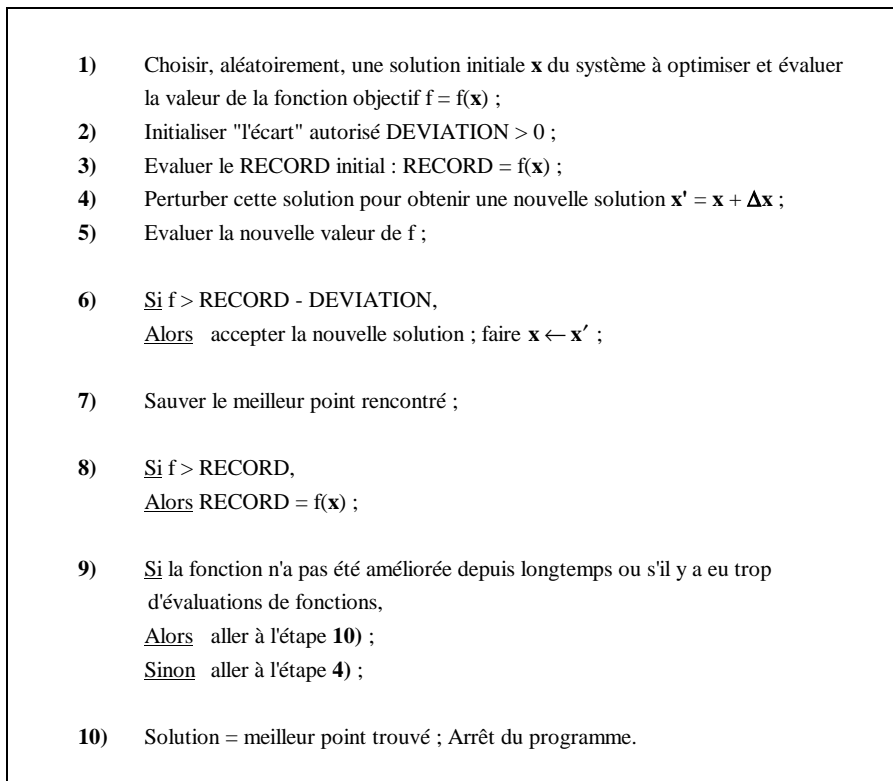 1) Choisir, aléatoirement, une solution initiale x du système à optimiser et évaluer
la valeur de la fonction objectif f = f(x) ;
2) Initialiser "l'écart" autorisé DEVIATION > 0 ;
3) Evaluer le RECORD initial : RECORD = f(x) ;
4) Perturber cette solution pour obtenir une nouvelle solution x' = x + Δx ;
5) Evaluer la nouvelle valeur de f ;
6) Si f > RECORD - DEVIATION,
Alors accepter la nouvelle solution ; faire x ← x′ ;
7) Sauver le meilleur point rencontré ;
8) Si f > RECORD,
Alors RECORD = f(x) ;
9) Si la fonction n'a pas été améliorée depuis longtemps ou s'il y a eu trop
d'évaluations de fonctions,
Alors aller à l'étape 10) ;
Sinon aller à l'étape 4) ;
10) Solution = meilleur point trouvé ; Arrêt du programme.